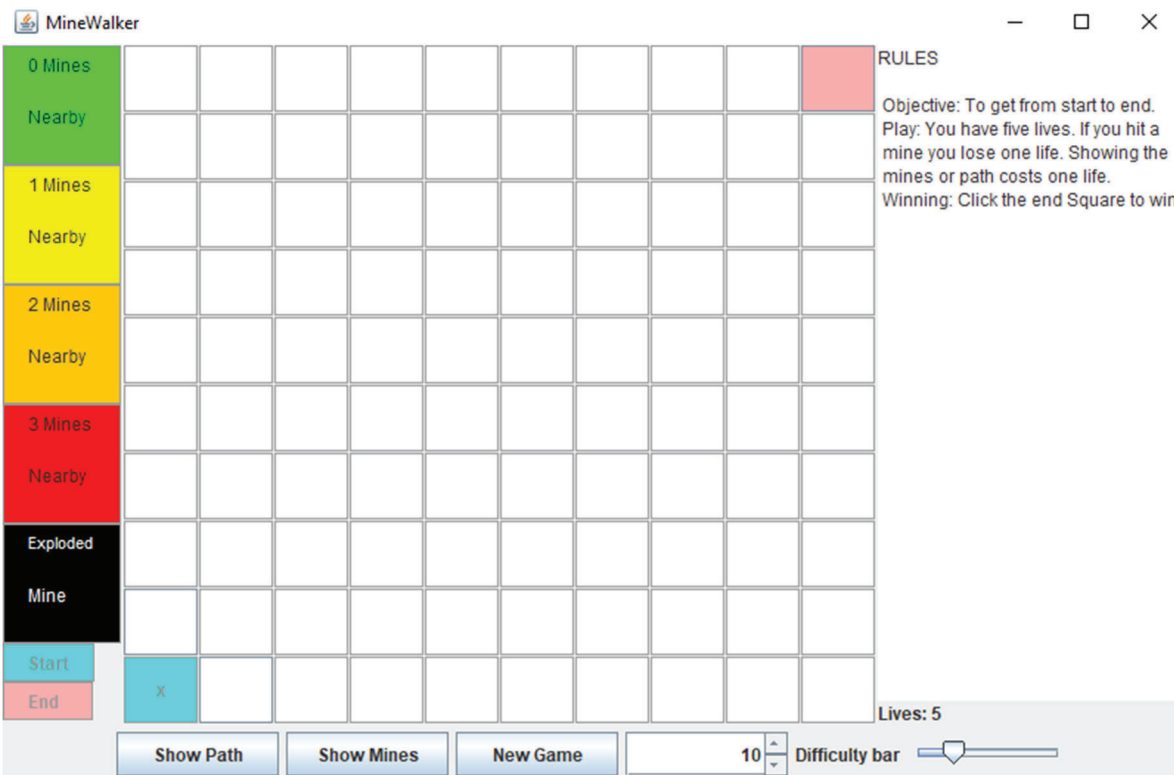 MineWalker
0 Mines
Nearby
1 Mines
Nearby
2 Mines
Nearby
3 Mines
Nearby
Exploded
Mine
Start
End
x
RULES
Objective: To get from start to end.
Play: You have five lives. If you hit a
mine you lose one life. Showing the
mines or path costs one life.
Winning: Click the end Square to win
Lives: 5
Show Path
Show Mines
New Game
10
Difficulty bar